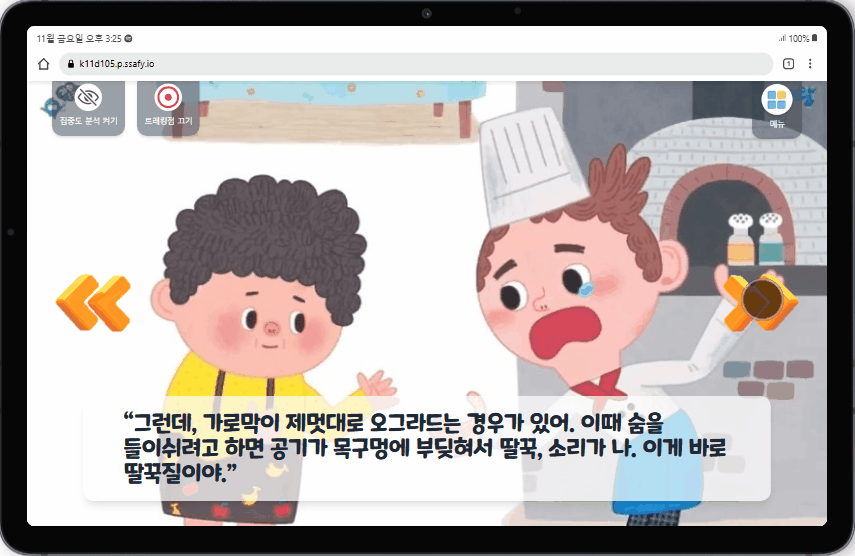 11월 금요일 오후 3:25
100%
k11d105.p.ssafy.io
1
집중도 분석 켜기
트래킹점 끄기
메뉴
“그런데, 가로막이 제멋대로 오그라드는 경우가 있어. 이때 숨을
들이쉬려고 하면 공기가 목구멍에 부딪혀서 딸꾹, 소리가 나. 이게 바로
딸꾹질이야.”